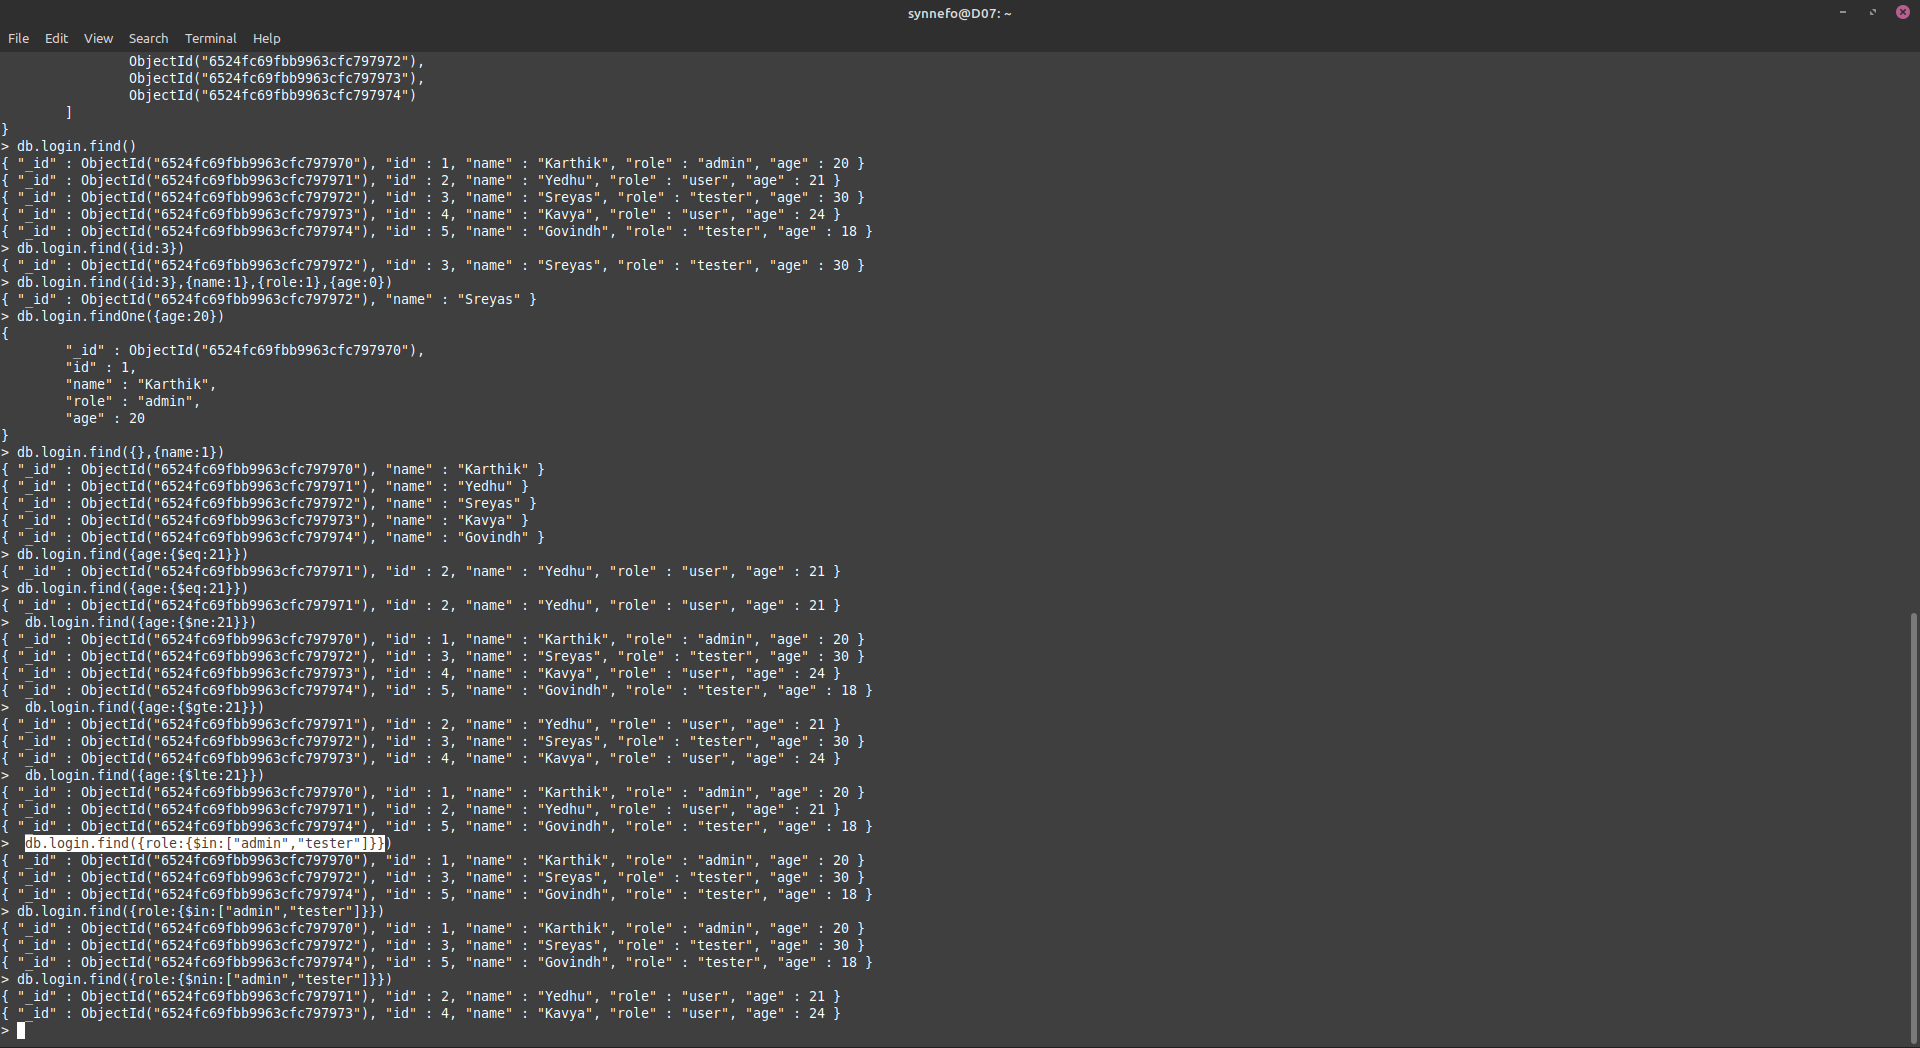 synnefo@D07: ~
File Edit View Search Terminal Help
                ObjectId("6524fc69fbb9963cfc797972"),
                ObjectId("6524fc69fbb9963cfc797973"),
                ObjectId("6524fc69fbb9963cfc797974")
        ]
}
> db.login.find()
{ "_id" : ObjectId("6524fc69fbb9963cfc797970"), "id" : 1, "name" : "Karthik", "role" : "admin", "age" : 20 }
{ "_id" : ObjectId("6524fc69fbb9963cfc797971"), "id" : 2, "name" : "Yedhu", "role" : "user", "age" : 21 }
{ "_id" : ObjectId("6524fc69fbb9963cfc797972"), "id" : 3, "name" : "Sreyas", "role" : "tester", "age" : 30 }
{ "_id" : ObjectId("6524fc69fbb9963cfc797973"), "id" : 4, "name" : "Kavya", "role" : "user", "age" : 24 }
{ "_id" : ObjectId("6524fc69fbb9963cfc797974"), "id" : 5, "name" : "Govindh", "role" : "tester", "age" : 18 }
> db.login.find({id:3})
{ "_id" : ObjectId("6524fc69fbb9963cfc797972"), "id" : 3, "name" : "Sreyas", "role" : "tester", "age" : 30 }
> db.login.find({id:3},{name:1},{role:1},{age:0})
{ "_id" : ObjectId("6524fc69fbb9963cfc797972"), "name" : "Sreyas" }
> db.login.findOne({age:20})
{
        "_id" : ObjectId("6524fc69fbb9963cfc797970"),
        "id" : 1,
        "name" : "Karthik",
        "role" : "admin",
        "age" : 20
}
> db.login.find({},{name:1})
{ "_id" : ObjectId("6524fc69fbb9963cfc797970"), "name" : "Karthik" }
{ "_id" : ObjectId("6524fc69fbb9963cfc797971"), "name" : "Yedhu" }
{ "_id" : ObjectId("6524fc69fbb9963cfc797972"), "name" : "Sreyas" }
{ "_id" : ObjectId("6524fc69fbb9963cfc797973"), "name" : "Kavya" }
{ "_id" : ObjectId("6524fc69fbb9963cfc797974"), "name" : "Govindh" }
> db.login.find({age:{$eq:21}})
{ "_id" : ObjectId("6524fc69fbb9963cfc797971"), "id" : 2, "name" : "Yedhu", "role" : "user", "age" : 21 }
> db.login.find({age:{$eq:21}})
{ "_id" : ObjectId("6524fc69fbb9963cfc797971"), "id" : 2, "name" : "Yedhu", "role" : "user", "age" : 21 }
>  db.login.find({age:{$ne:21}})
{ "_id" : ObjectId("6524fc69fbb9963cfc797970"), "id" : 1, "name" : "Karthik", "role" : "admin", "age" : 20 }
{ "_id" : ObjectId("6524fc69fbb9963cfc797972"), "id" : 3, "name" : "Sreyas", "role" : "tester", "age" : 30 }
{ "_id" : ObjectId("6524fc69fbb9963cfc797973"), "id" : 4, "name" : "Kavya", "role" : "user", "age" : 24 }
{ "_id" : ObjectId("6524fc69fbb9963cfc797974"), "id" : 5, "name" : "Govindh", "role" : "tester", "age" : 18 }
>  db.login.find({age:{$gte:21}})
{ "_id" : ObjectId("6524fc69fbb9963cfc797971"), "id" : 2, "name" : "Yedhu", "role" : "user", "age" : 21 }
{ "_id" : ObjectId("6524fc69fbb9963cfc797972"), "id" : 3, "name" : "Sreyas", "role" : "tester", "age" : 30 }
{ "_id" : ObjectId("6524fc69fbb9963cfc797973"), "id" : 4, "name" : "Kavya", "role" : "user", "age" : 24 }
>  db.login.find({age:{$lte:21}})
{ "_id" : ObjectId("6524fc69fbb9963cfc797970"), "id" : 1, "name" : "Karthik", "role" : "admin", "age" : 20 }
{ "_id" : ObjectId("6524fc69fbb9963cfc797971"), "id" : 2, "name" : "Yedhu", "role" : "user", "age" : 21 }
{ "_id" : ObjectId("6524fc69fbb9963cfc797974"), "id" : 5, "name" : "Govindh", "role" : "tester", "age" : 18 }
>  db.login.find({role:{$in:["admin","tester"]}})
{ "_id" : ObjectId("6524fc69fbb9963cfc797970"), "id" : 1, "name" : "Karthik", "role" : "admin", "age" : 20 }
{ "_id" : ObjectId("6524fc69fbb9963cfc797972"), "id" : 3, "name" : "Sreyas", "role" : "tester", "age" : 30 }
{ "_id" : ObjectId("6524fc69fbb9963cfc797974"), "id" : 5, "name" : "Govindh", "role" : "tester", "age" : 18 }
> db.login.find({role:{$in:["admin","tester"]}})
{ "_id" : ObjectId("6524fc69fbb9963cfc797970"), "id" : 1, "name" : "Karthik", "role" : "admin", "age" : 20 }
{ "_id" : ObjectId("6524fc69fbb9963cfc797972"), "id" : 3, "name" : "Sreyas", "role" : "tester", "age" : 30 }
{ "_id" : ObjectId("6524fc69fbb9963cfc797974"), "id" : 5, "name" : "Govindh", "role" : "tester", "age" : 18 }
> db.login.find({role:{$nin:["admin","tester"]}})
{ "_id" : ObjectId("6524fc69fbb9963cfc797971"), "id" : 2, "name" : "Yedhu", "role" : "user", "age" : 21 }
{ "_id" : ObjectId("6524fc69fbb9963cfc797973"), "id" : 4, "name" : "Kavya", "role" : "user", "age" : 24 }
>